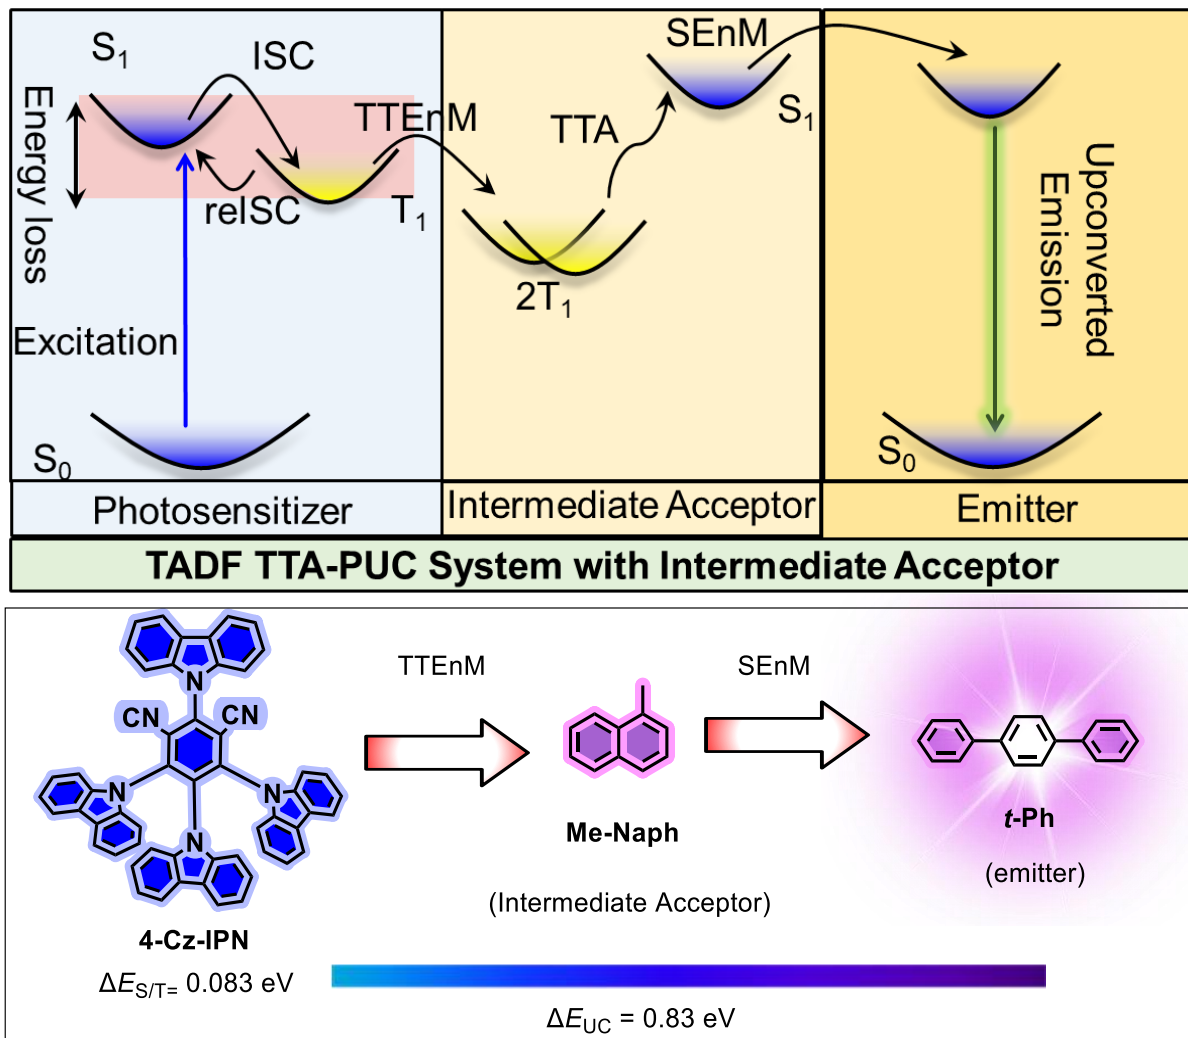 S1
ISC
SEnM
Energy loss
TTEnM
TTA
S1
reISC
T1
2T1
Upconverted
Emission
Excitation
S0
S0
Photosensitizer
Intermediate Acceptor
Emitter
TADF TTA-PUC System with Intermediate Acceptor
N
CN
CN
N
N
N
4-Cz-IPN
ΔES/T= 0.083 eV
TTEnM
SEnM
Me-Naph
(Intermediate Acceptor)
t-Ph
(emitter)
ΔEUC = 0.83 eV